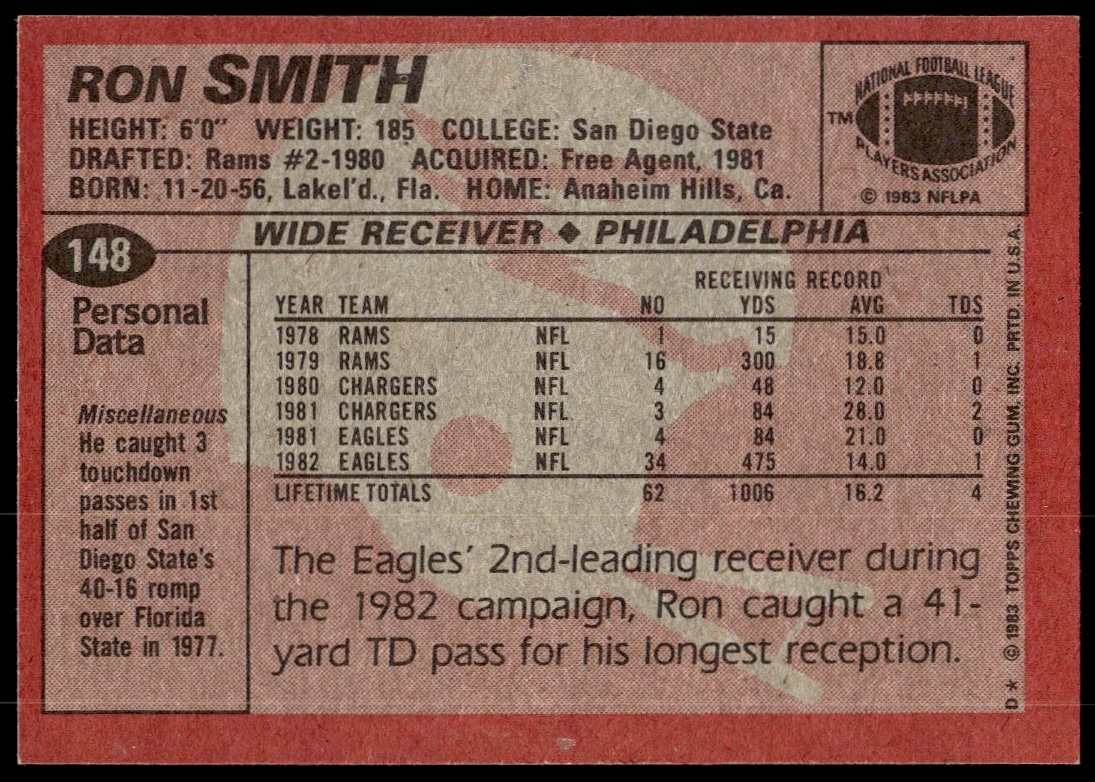 RON SMITH
HEIGHT: 6'0" WEIGHT: 185 COLLEGE: San Diego State
DRAFTED: Rams #2-1980 ACQUIRED: Free Agent, 1981
BORN: 11-20-56, Lakel'd., Fla. HOME: Anaheim Hills, Ca.
NATIONAL FOOTBALL LEAGUE
TM
PLAYERS ASSOCIATION
© 1983 NFLPA
148
WIDE RECEIVER ◆ PHILADELPHIA
Personal
Data
Miscellaneous
He caught 3
touchdown
passes in 1st
half of San
Diego State's
40-16 romp
over Florida
State in 1977.
RECEIVING RECORD
YEAR TEAM NO YDS AVG TDS
1978 RAMS NFL 1 15 15.0 0
1979 RAMS NFL 16 300 18.8 1
1980 CHARGERS NFL 4 48 12.0 0
1981 CHARGERS NFL 3 84 28.0 2
1981 EAGLES NFL 4 84 21.0 0
1982 EAGLES NFL 34 475 14.0 1
LIFETIME TOTALS 62 1006 16.2 4
The Eagles' 2nd-leading receiver during
the 1982 campaign, Ron caught a 41-
yard TD pass for his longest reception.
D★ © 1983 TOPPS CHEWING GUM, INC. PRTD. IN U.S.A.